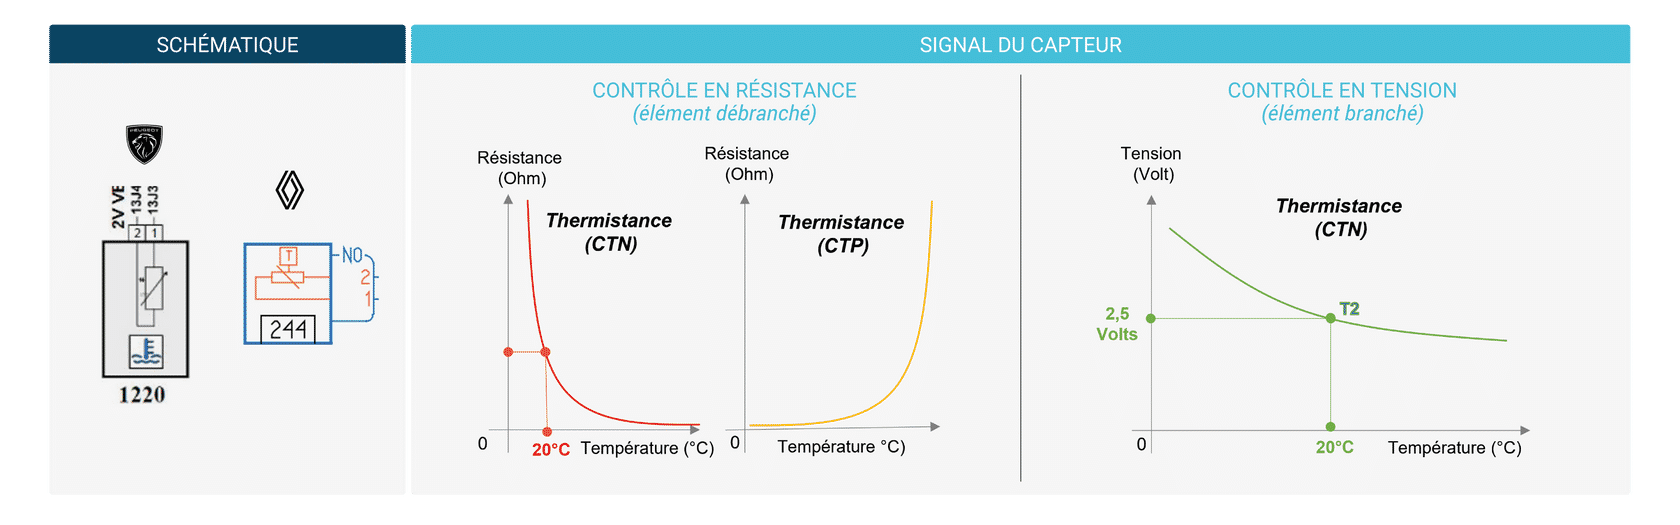 SCHÉMATIQUE
SIGNAL DU CAPTEUR
PEUGEOT
2V VE
13J4
13J3
2
1
1220
T
NO
2
1
244
CONTRÔLE EN RÉSISTANCE
(élément débranché)
Résistance
(Ohm)
Thermistance
(CTN)
0
20°C
Température (°C)
Résistance
(Ohm)
Thermistance
(CTP)
0
Température °C)
CONTRÔLE EN TENSION
(élément branché)
Tension
(Volt)
Thermistance
(CTN)
T2
2,5
Volts
0
20°C
Température (°C)